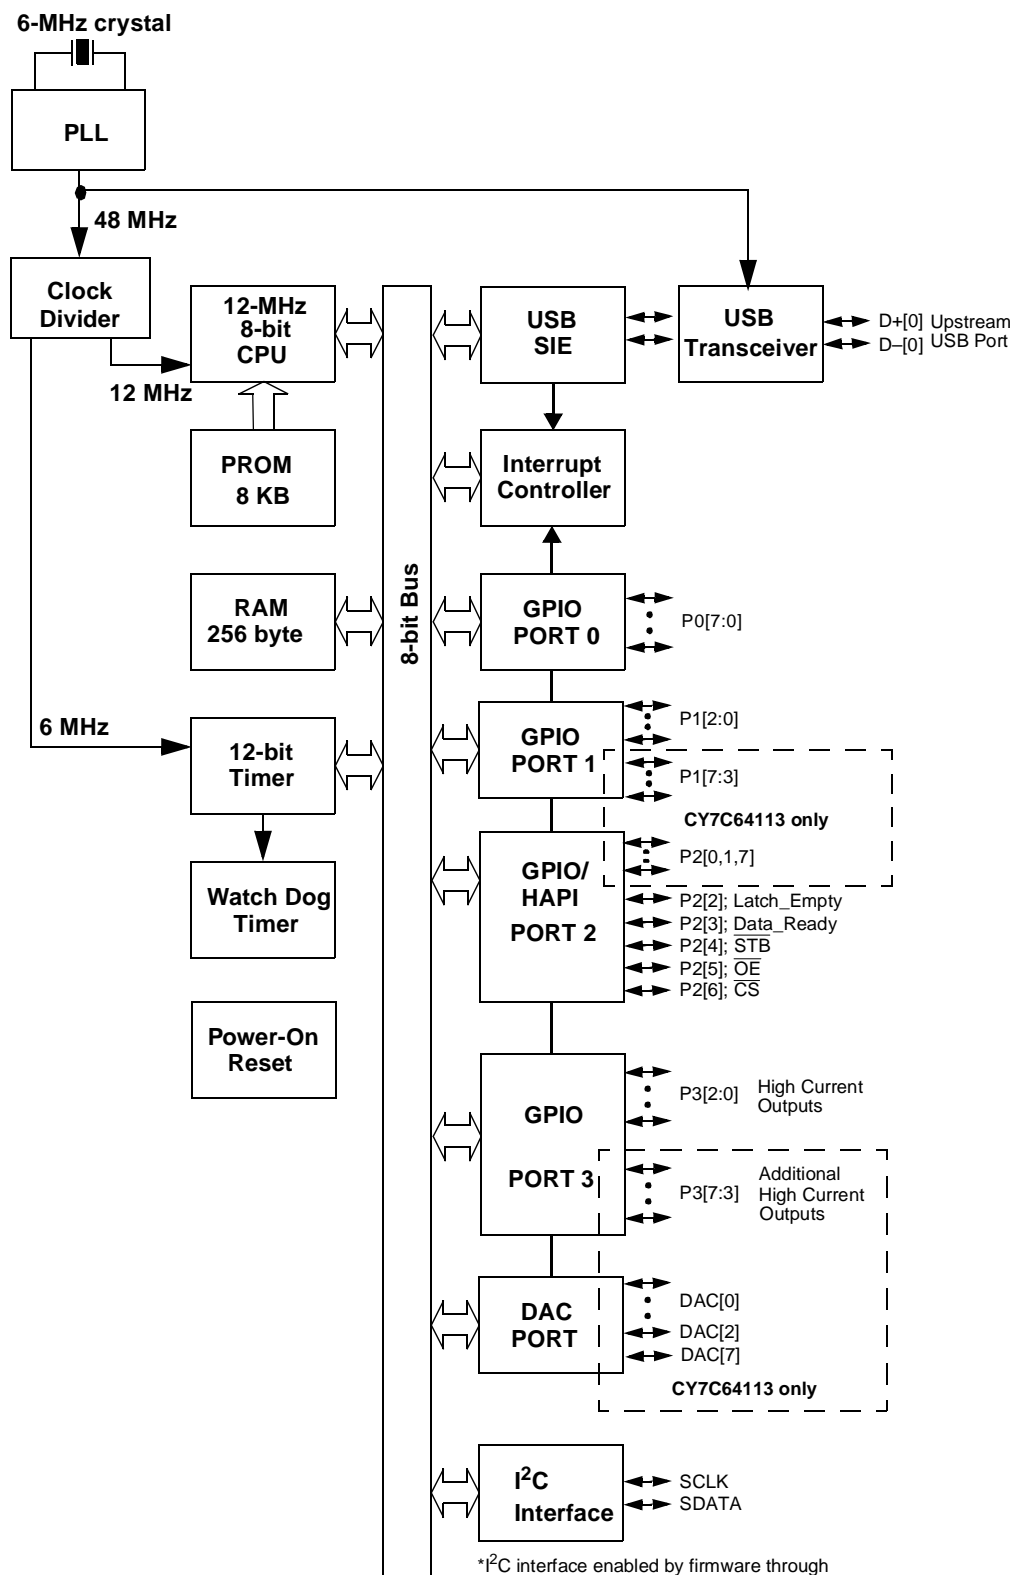 6-MHz crystal
PLL
48 MHz
Clock
Divider
12-MHz
8-bit
CPU
USB
SIE
USB
Transceiver
D+[0] Upstream
D–[0] USB Port
12 MHz
PROM
8 KB
Interrupt
Controller
8-bit Bus
RAM
256 byte
GPIO
PORT 0
P0[7:0]
6 MHz
12-bit
Timer
GPIO
PORT 1
P1[2:0]
P1[7:3]
CY7C64113 only
P2[0,1,7]
Watch Dog
Timer
GPIO/
HAPI
PORT 2
P2[2]; Latch_Empty
P2[3]; Data_Ready
P2[4]; S̅T̅B̅
P2[5]; O̅E̅
P2[6]; C̅S̅
Power-On
Reset
GPIO
PORT 3
P3[2:0]
High Current
Outputs
P3[7:3]
Additional
High Current
Outputs
DAC
PORT
DAC[0]
DAC[2]
DAC[7]
CY7C64113 only
I²C
Interface
SCLK
SDATA
*I²C interface enabled by firmware through